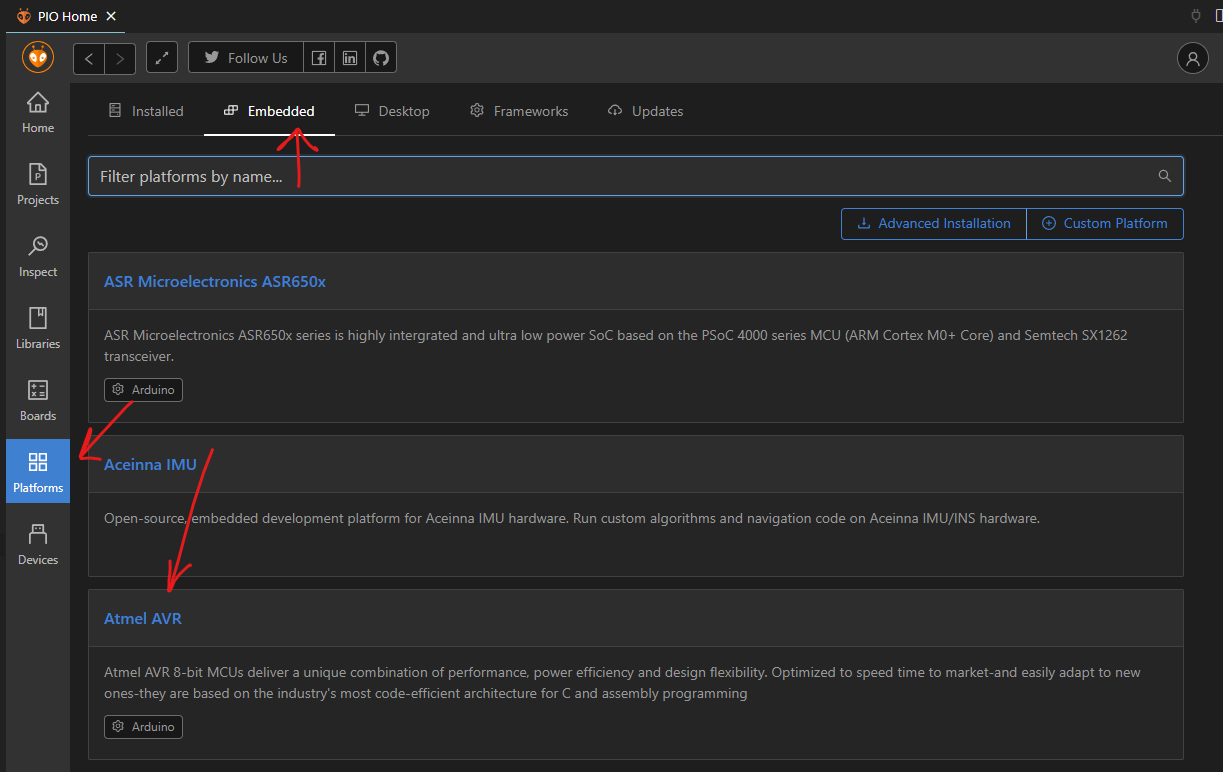 PIO Home
Follow Us
Home
Projects
Inspect
Libraries
Boards
Platforms
Devices
Installed
Embedded
Desktop
Frameworks
Updates
Filter platforms by name...
Advanced Installation
Custom Platform
ASR Microelectronics ASR650x
ASR Microelectronics ASR650x series is highly intergrated and ultra low power SoC based on the PSoC 4000 series MCU (ARM Cortex M0+ Core) and Semtech SX1262
transceiver.
Arduino
Aceinna IMU
Open-source, embedded development platform for Aceinna IMU hardware. Run custom algorithms and navigation code on Aceinna IMU/INS hardware.
Atmel AVR
Atmel AVR 8-bit MCUs deliver a unique combination of performance, power efficiency and design flexibility. Optimized to speed time to market-and easily adapt to new
ones-they are based on the industry's most code-efficient architecture for C and assembly programming
Arduino